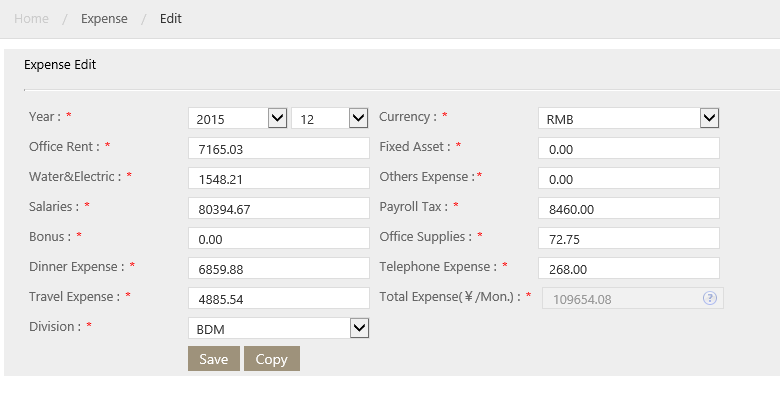 Home / Expense / Edit
Expense Edit
Year : * 2015 12 Currency : * RMB
Office Rent : * 7165.03 Fixed Asset : * 0.00
Water&Electric : * 1548.21 Others Expense :* 0.00
Salaries : * 80394.67 Payroll Tax : * 8460.00
Bonus : * 0.00 Office Supplies : * 72.75
Dinner Expense : * 6859.88 Telephone Expense : * 268.00
Travel Expense : * 4885.54 Total Expense(¥/Mon.) : * 109654.08 ?
Division : * BDM
Save Copy